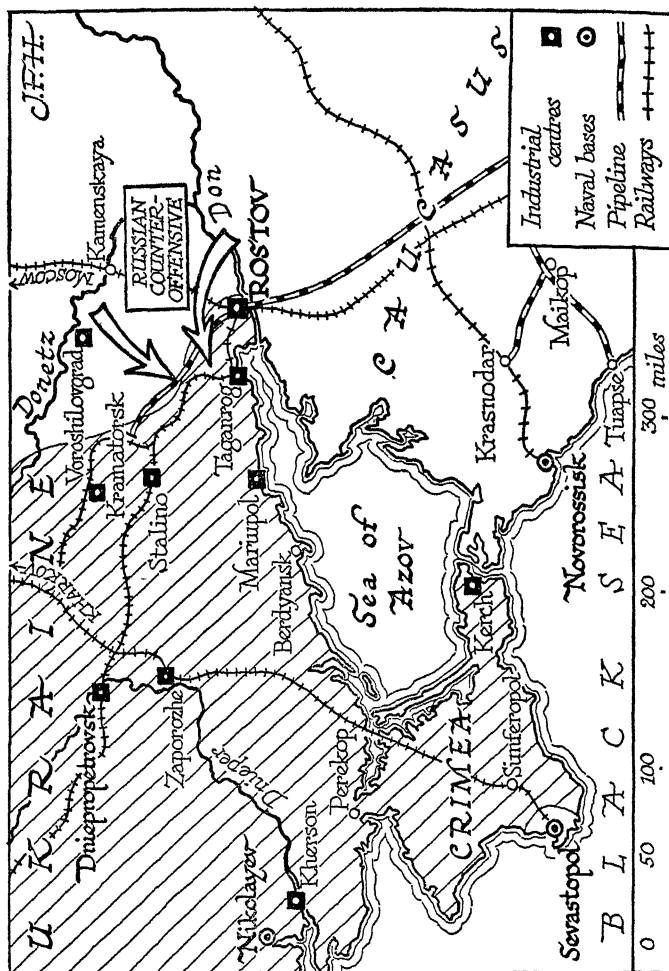 U K R A I N E
J.F.H.
Donetz
KHARKOV
MOSCOW
Voroshilovgrad
Kamenskaya
Dniepropetrovsk
Kramatorsk
Stalino
RUSSIAN
COUNTER-
OFFENSIVE
Zaporozhe
Don
Dnieper
Nikolayev
Kherson
Taganrog
ROSTOV
Mariupol
Berdyansk
Perekop
Sea of
Azov
C A U C A S U S
CRIMEA
Simferopol
Kerch
Krasnodar
Maikop
Sevastopol
Novorossisk
Tuapse
B L A C K S E A
Industrial
centres
Naval bases
Pipeline
Railways
0 50 100 200 300 miles